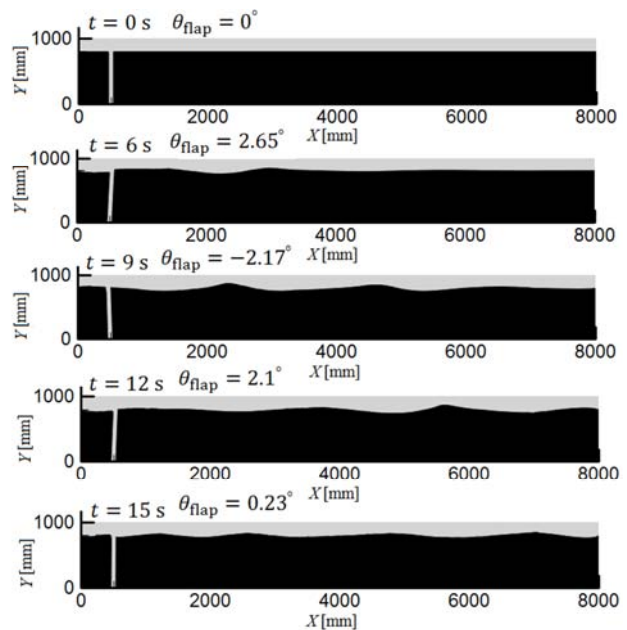 t = 0 s θflap = 0°
1000
Y[mm]
0
0 2000 4000 6000 8000
X[mm]
t = 6 s θflap = 2.65°
1000
Y[mm]
0
0 2000 4000 6000 8000
X[mm]
t = 9 s θflap = −2.17°
1000
Y[mm]
0
0 2000 4000 6000 8000
X[mm]
t = 12 s θflap = 2.1°
1000
Y[mm]
0
0 2000 4000 6000 8000
X[mm]
t = 15 s θflap = 0.23°
1000
Y[mm]
0
0 2000 4000 6000 8000
X[mm]